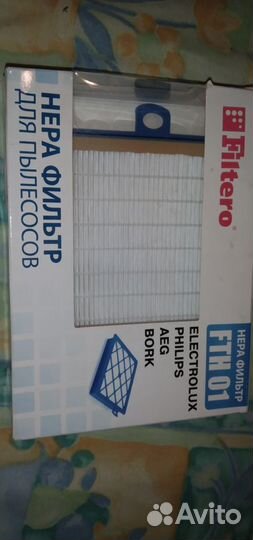 Filtero®
HEPA ФИЛЬТР
ДЛЯ ПЫЛЕСОСОВ
ELECTROLUX
PHILIPS
AEG
BORK
HEPA ФИЛЬТР
FTH 01
Avito